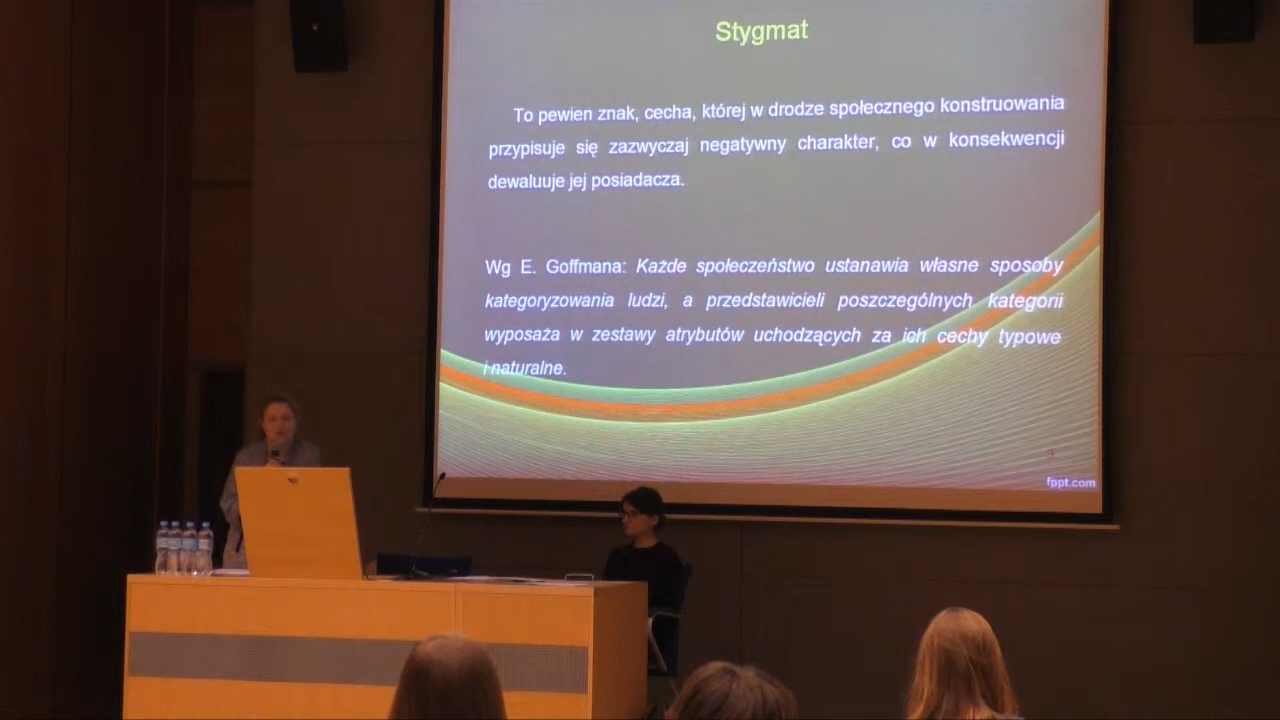 Stygmat
To pewien znak, cecha, której w drodze społecznego konstruowania
przypisuje się zazwyczaj negatywny charakter, co w konsekwencji
dewaluuje jej posiadacza.
Wg E. Goffmana: Każde społeczeństwo ustanawia własne sposoby
kategoryzowania ludzi, a przedstawicieli poszczególnych kategorii
wyposaża w zestawy atrybutów uchodzących za ich cechy typowe
i naturalne.
fppt.com